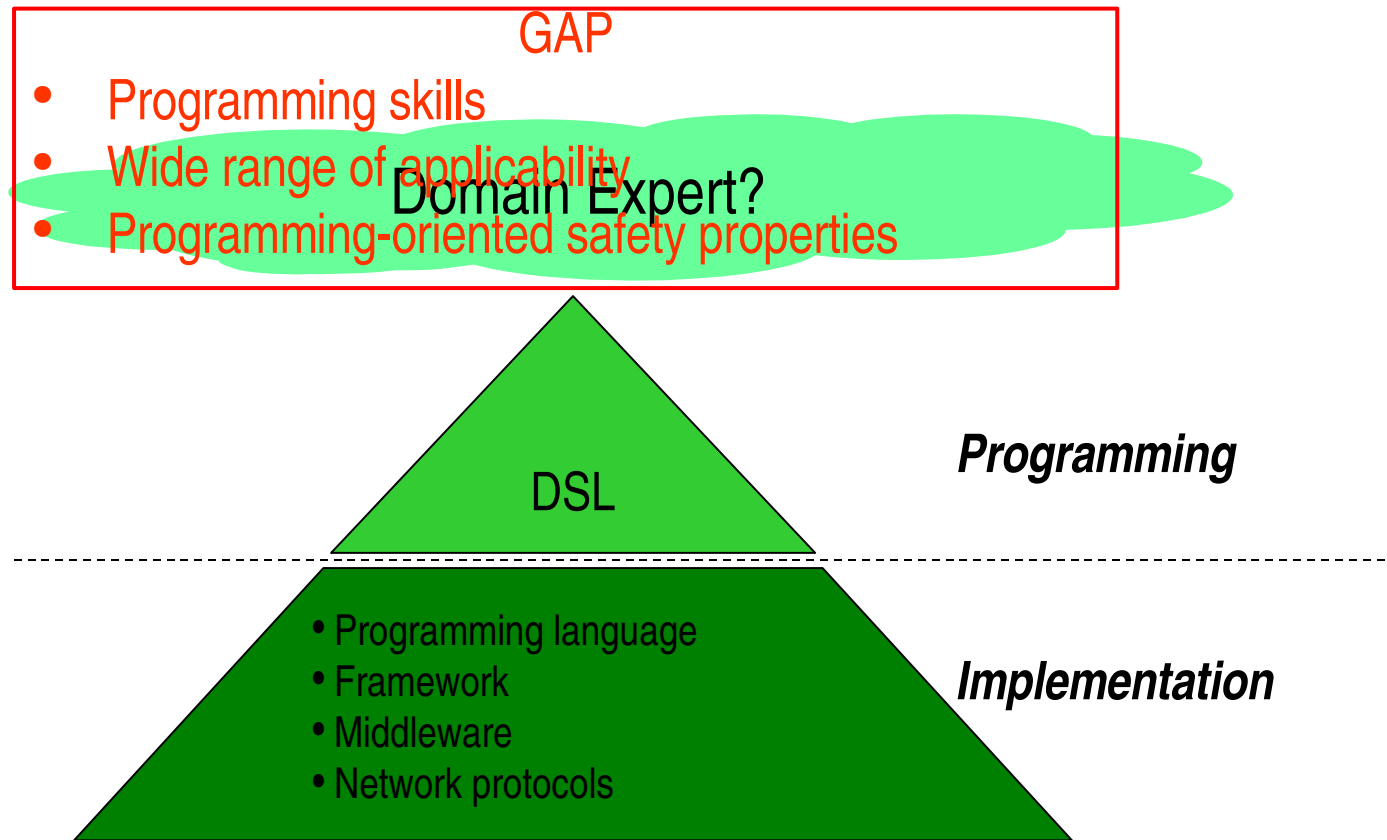 GAP
• Programming skills
• Wide range of applicability
Domain Expert?
• Programming-oriented safety properties
DSL
Programming
• Programming language
• Framework
• Middleware
• Network protocols
Implementation